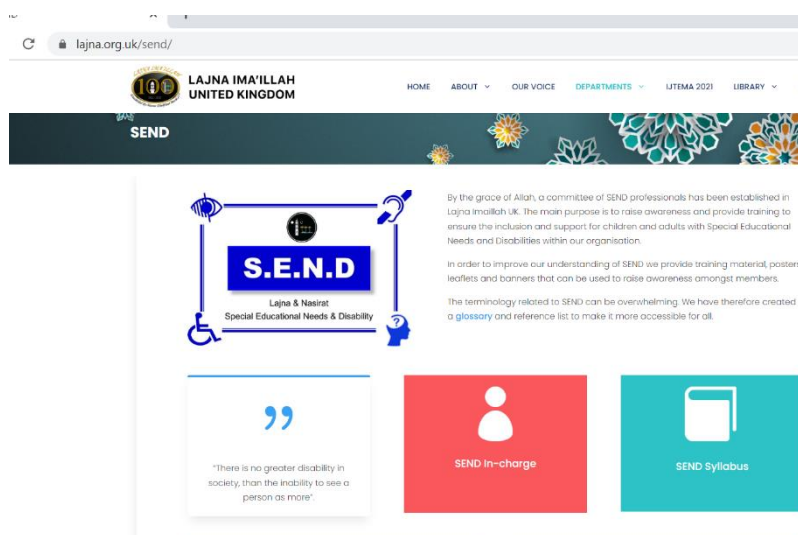 lajna.org.uk/send/
LAJNA IMA'ILLAH
UNITED KINGDOM
HOME ABOUT OUR VOICE DEPARTMENTS IJTEMA 2021 LIBRARY
100
SEND
S.E.N.D
Lajna & Nasirat
Special Educational Needs & Disability
?
By the grace of Allah, a committee of SEND professionals has been established in
Lajna Imaillah UK. The main purpose is to raise awareness and provide training to
ensure the inclusion and support for children and adults with Special Educational
Needs and Disabilities within our organisation.
In order to improve our understanding of SEND we provide training material, posters
leaflets and banners that can be used to raise awareness amongst members.
The terminology related to SEND can be overwhelming. We have therefore created
a glossary and reference list to make it more accessible for all.
"There is no greater disability in
society, than the inability to see a
person as more".
SEND In-charge
SEND Syllabus